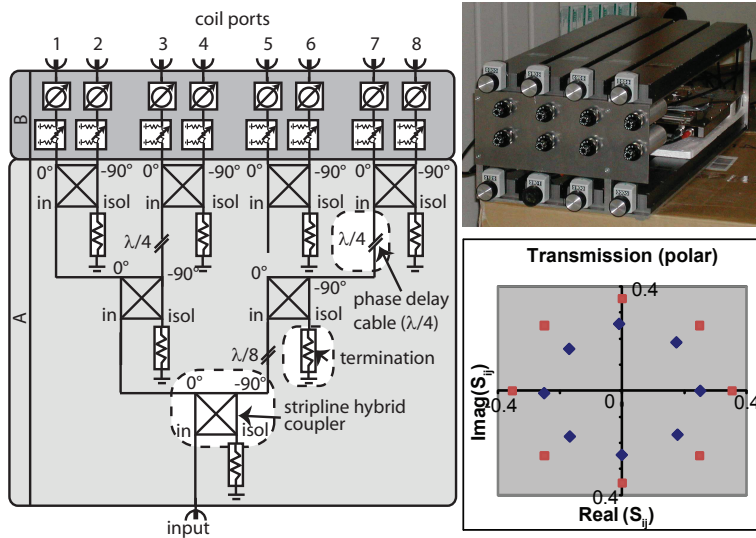 coil ports
1 2 3 4 5 6 7 8
B
0° -90° 0° -90° 0° -90° 0° -90°
in isol in isol in isol in isol
λ/4 λ/4
0° -90° 0° -90°
phase delay
cable (λ/4)
in isol in isol
A
λ/8
termination
0° -90°
stripline hybrid
coupler
in isol
input
Transmission (polar)
0.4
Imag(Sij)
0.4 0 0.4
0.4
Real (Sij)